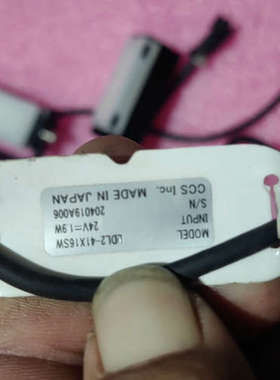 MODEL LDL2-41X16SW
INPUT 24V⎓1.9W
S/N 204019A006
CCS Inc. MADE IN JAPAN